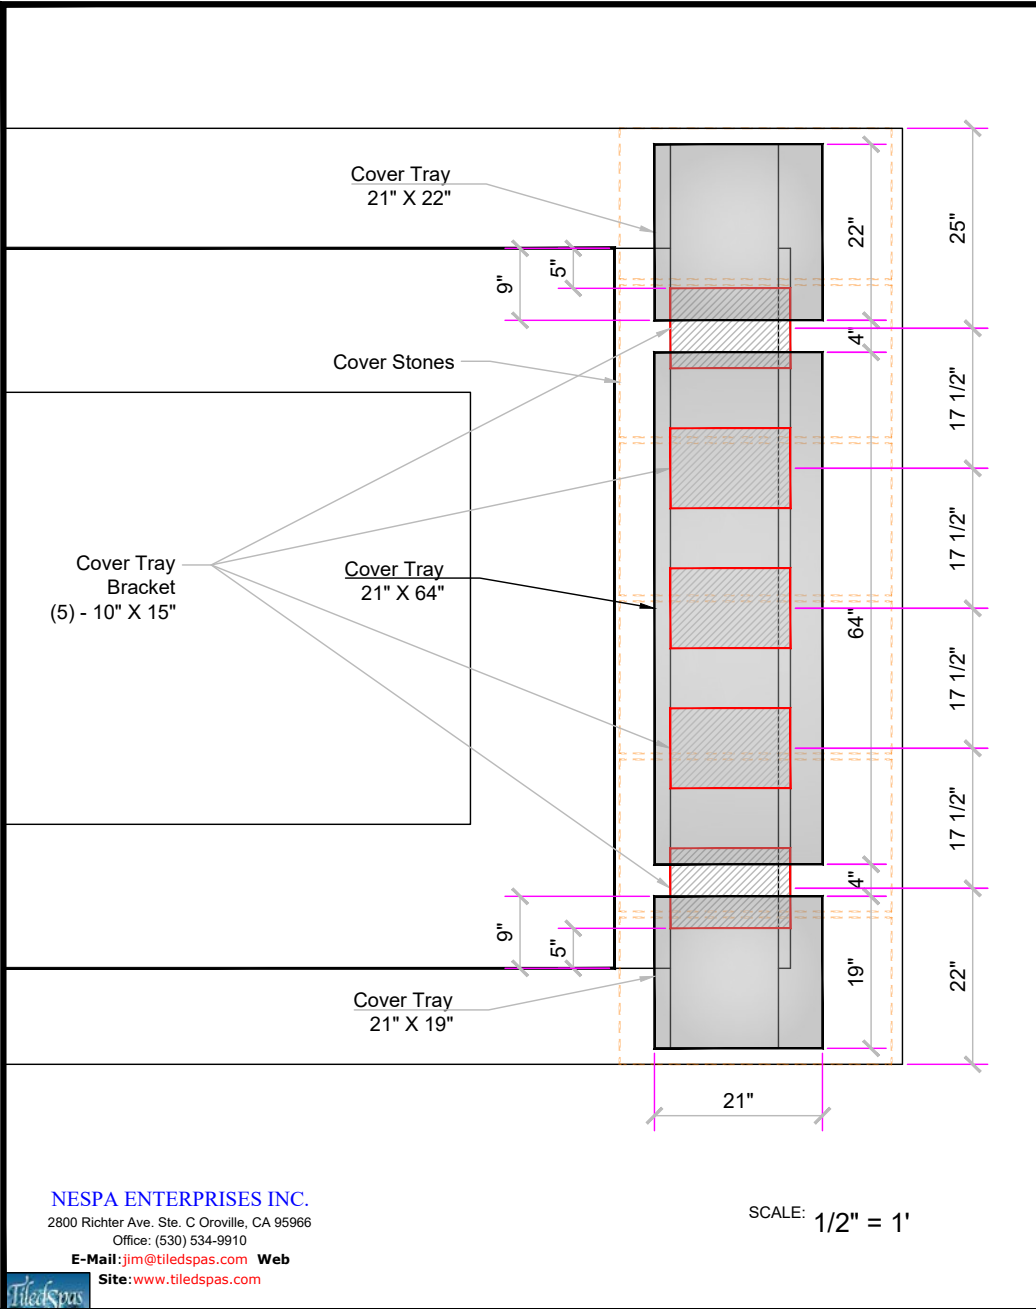 Cover Tray
21" X 22"
22"
25"
9"
5"
4"
Cover Stones
17 1/2"
17 1/2"
Cover Tray
Bracket
(5) - 10" X 15"
Cover Tray
21" X 64"
64"
17 1/2"
17 1/2"
4"
9"
5"
19"
22"
Cover Tray
21" X 19"
21"
NESPA ENTERPRISES INC.
2800 Richter Ave. Ste. C Oroville, CA 95966
Office: (530) 534-9910
E-Mail:jim@tiledspas.com Web
Site:www.tiledspas.com
TiledSpas
SCALE: 1/2" = 1'